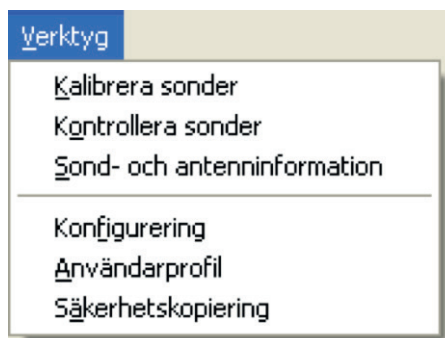 Verktyg
Kalibrera sonder
Kontrollera sonder
Sond- och antenninformation
Konfigurering
Användarprofil
Säkerhetskopiering